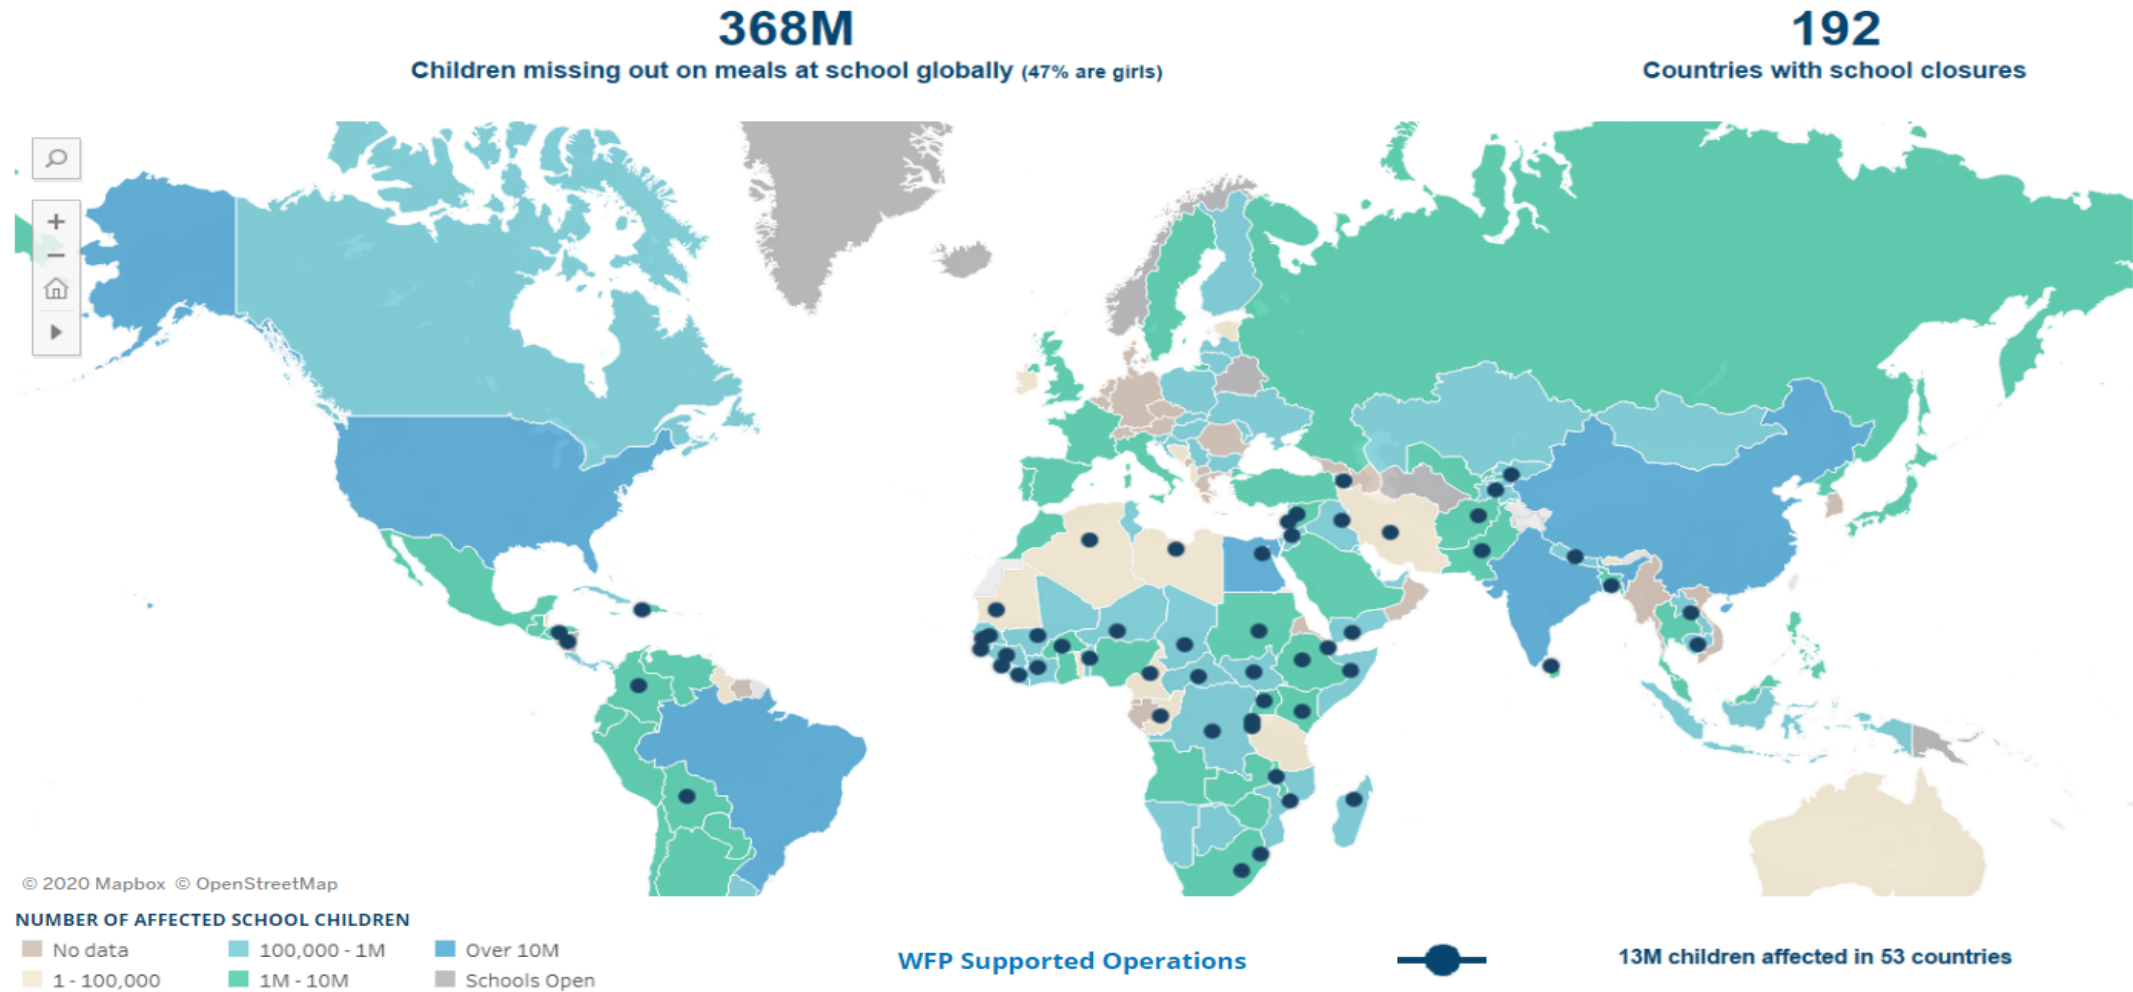 368M
Children missing out on meals at school globally (47% are girls)
192
Countries with school closures
© 2020 Mapbox © OpenStreetMap
NUMBER OF AFFECTED SCHOOL CHILDREN
No data
1 - 100,000
100,000 - 1M
1M - 10M
Over 10M
Schools Open
WFP Supported Operations
13M children affected in 53 countries